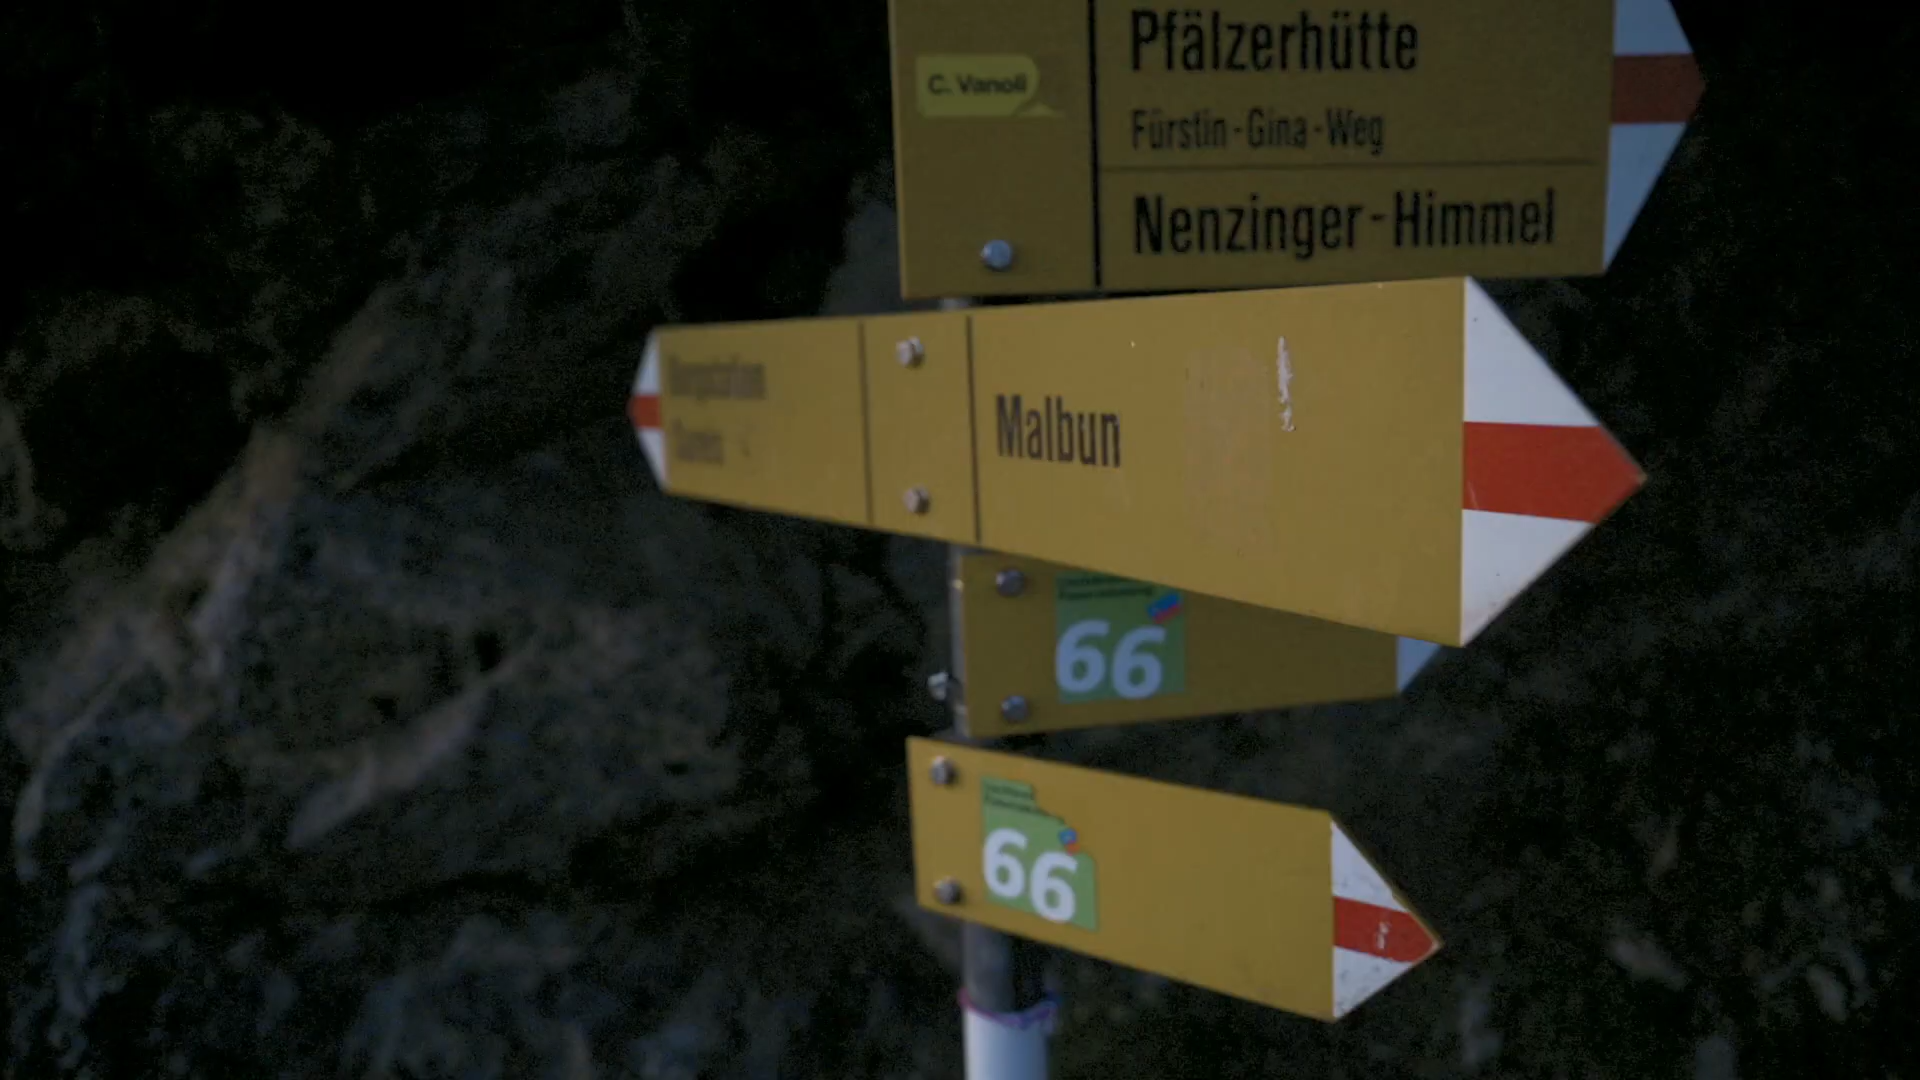 Pfälzerhütte
C. Vanoli
Fürstin-Gina-Weg
Nenzinger-Himmel
Malbun
66
66